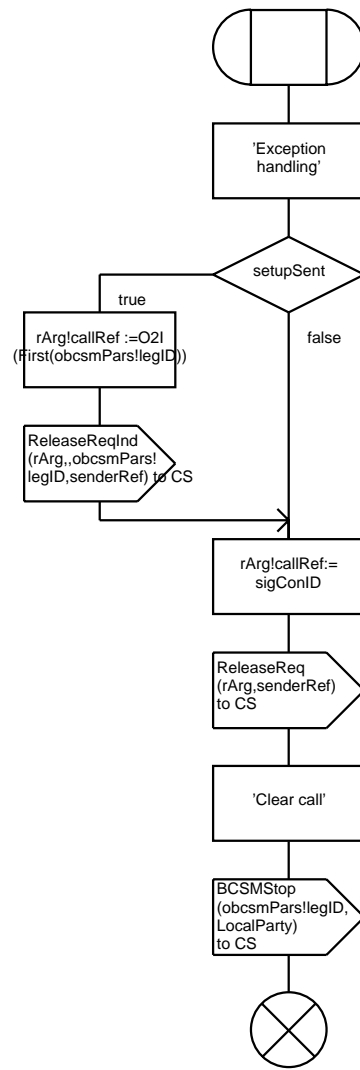 'Exception
handling'
setupSent
true
false
rArg!callRef :=O2I
(First(obcsmPars!legID))
ReleaseReqInd
(rArg,,obcsmPars!
legID,senderRef) to CS
rArg!callRef:=
sigConID
ReleaseReq
(rArg,senderRef)
to CS
'Clear call'
BCSMStop
(obcsmPars!legID,
LocalParty)
to CS